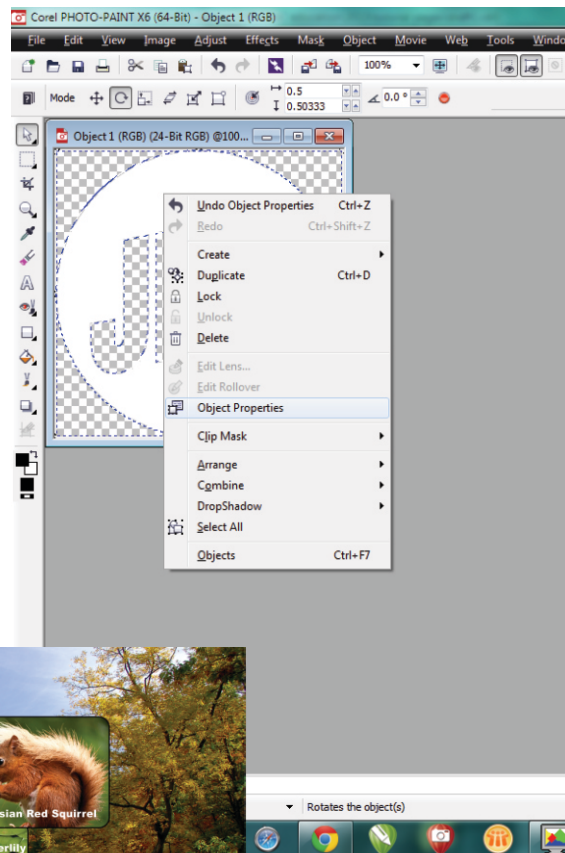 Corel PHOTO-PAINT X6 (64-Bit) - Object 1 (RGB)
File Edit View Image Adjust Effects Mask Object Movie Web Tools Windo
100%
Mode 0.5 0.0 °
0.50333
Object 1 (RGB) (24-Bit RGB) @100...
Undo Object Properties Ctrl+Z
Redo Ctrl+Shift+Z
Create
Duplicate Ctrl+D
Lock
Unlock
Delete
Edit Lens...
Edit Rollover
Object Properties
Clip Mask
Arrange
Combine
DropShadow
Select All
Objects Ctrl+F7
sian Red Squirrel
erlily
Rotates the object(s)